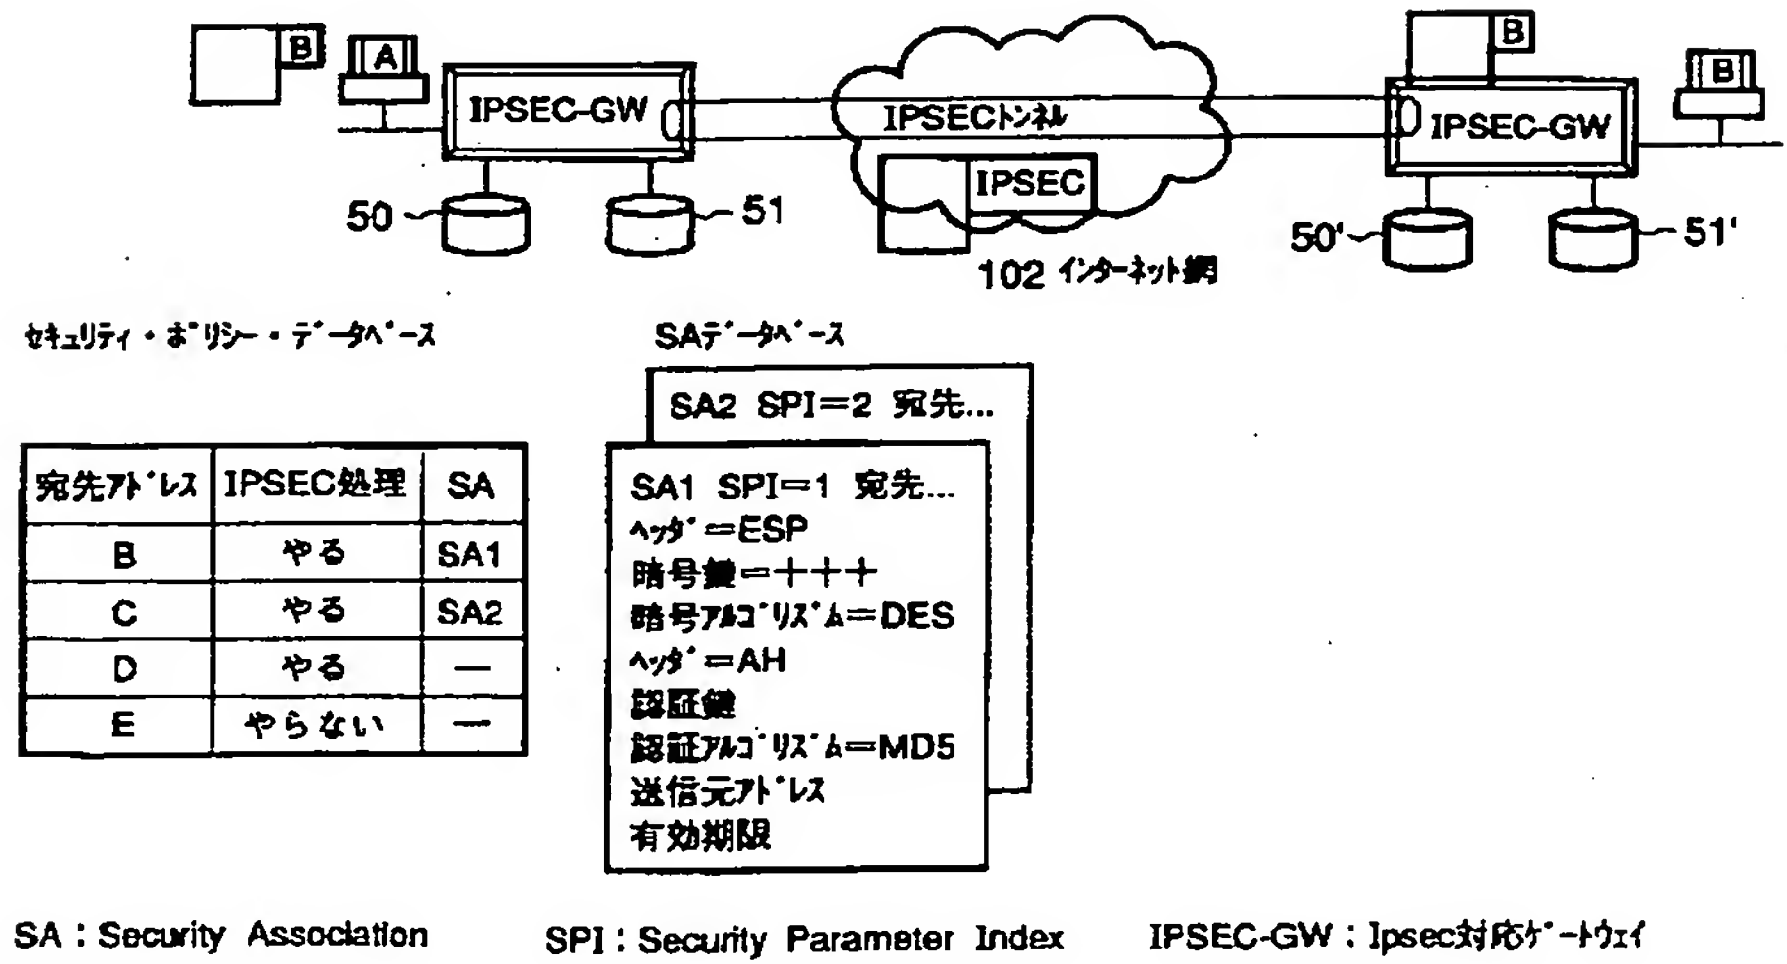 B
A
IPSEC-GW
IPSECトンネル
IPSEC
B
IPSEC-GW
B
50
51
50'
51'
102 インターネット網
セキュリティ・ポリシー・データベース
宛先アドレス IPSEC処理 SA
B やる SA1
C やる SA2
D やる —
E やらない —
SAデータベース
SA2 SPI=2 宛先...
SA1 SPI=1 宛先...
ヘッダ=ESP
暗号鍵=+++
暗号アルゴリズム=DES
ヘッダ=AH
認証鍵
認証アルゴリズム=MD5
送信元アドレス
有効期限
SA：Security Association
SPI：Security Parameter Index
IPSEC-GW：Ipsec対応ゲートウェイ